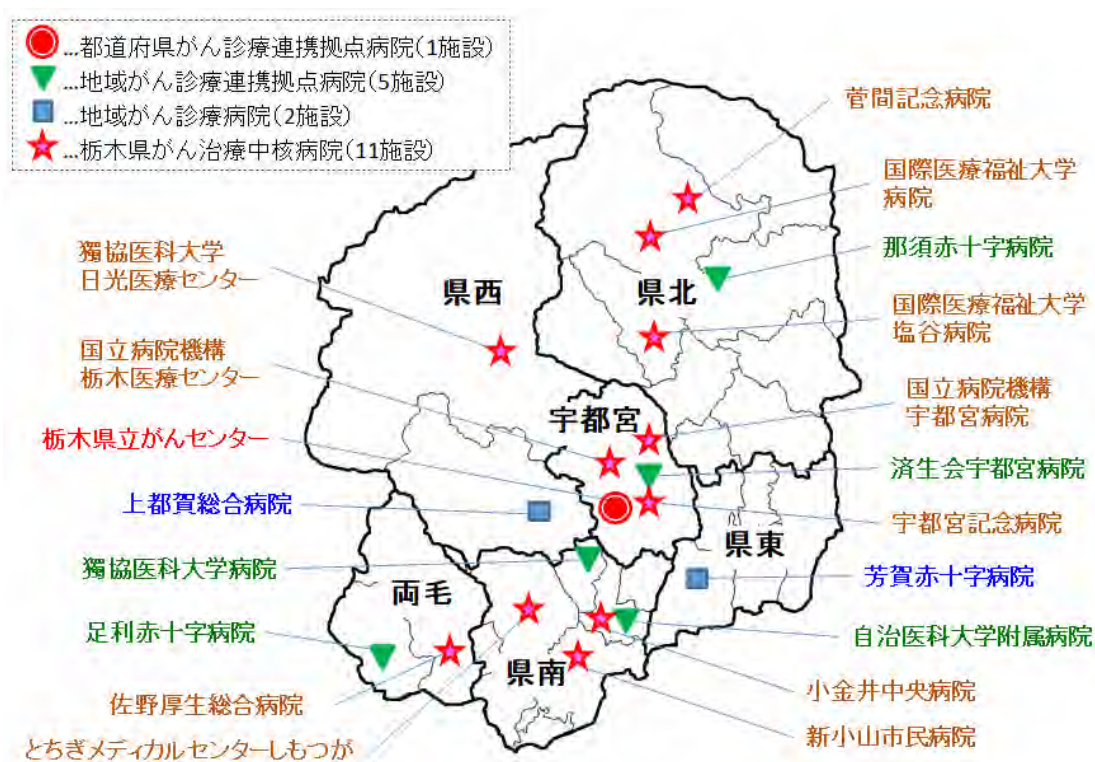 …都道府県がん診療連携拠点病院(1施設)
…地域がん診療連携拠点病院(5施設)
…地域がん診療病院(2施設)
…栃木県がん治療中核病院(11施設)
菅間記念病院
国際医療福祉大学
病院
那須赤十字病院
国際医療福祉大学
塩谷病院
国立病院機構
宇都宮病院
済生会宇都宮病院
宇都宮記念病院
芳賀赤十字病院
自治医科大学附属病院
小金井中央病院
新小山市民病院
獨協医科大学
日光医療センター
国立病院機構
栃木医療センター
栃木県立がんセンター
上都賀総合病院
獨協医科大学病院
足利赤十字病院
佐野厚生総合病院
とちぎメディカルセンターしもつが
県西
県北
宇都宮
県東
両毛
県南